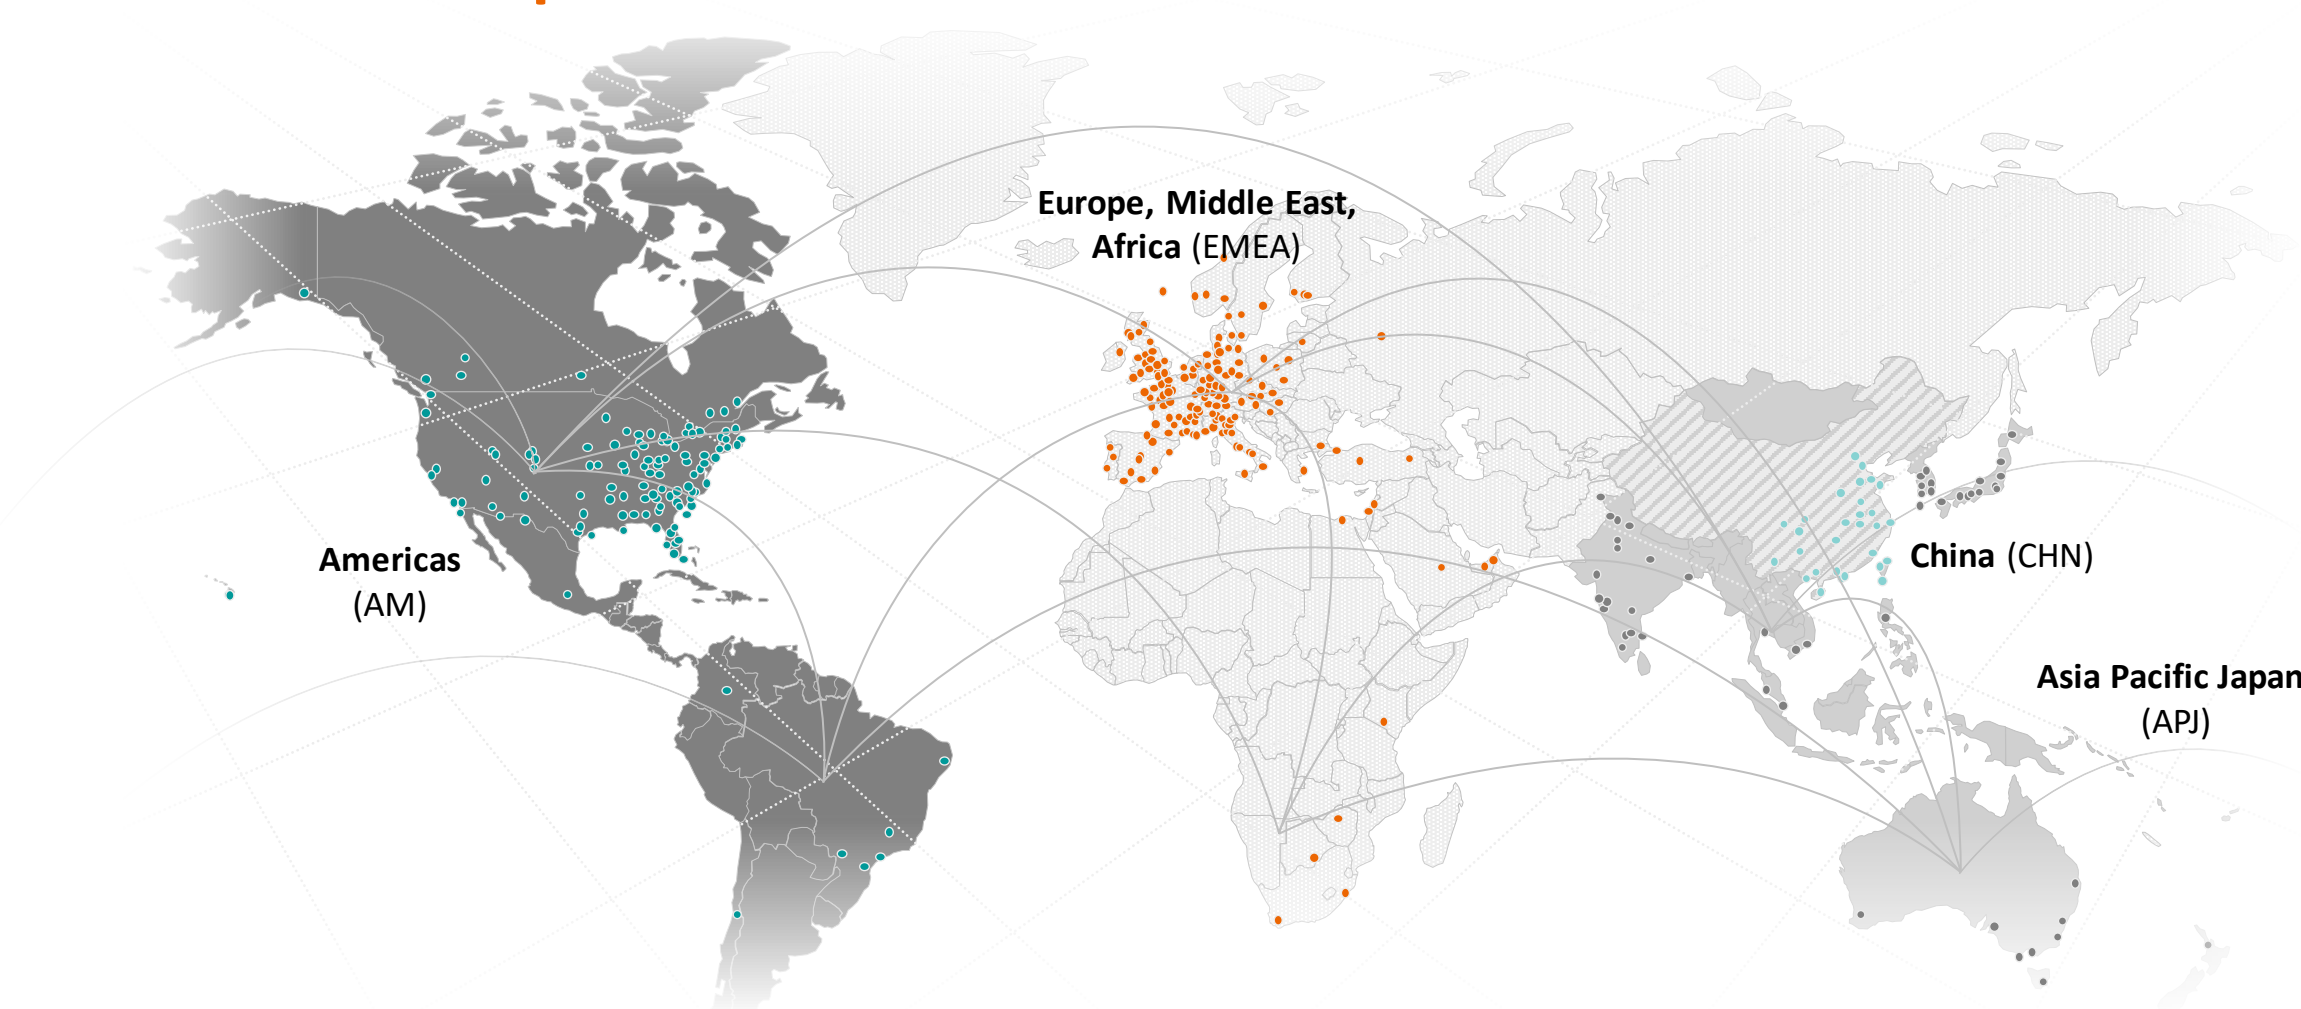 Europe, Middle East,
Africa (EMEA)
Americas
(AM)
China (CHN)
Asia Pacific Japan
(APJ)